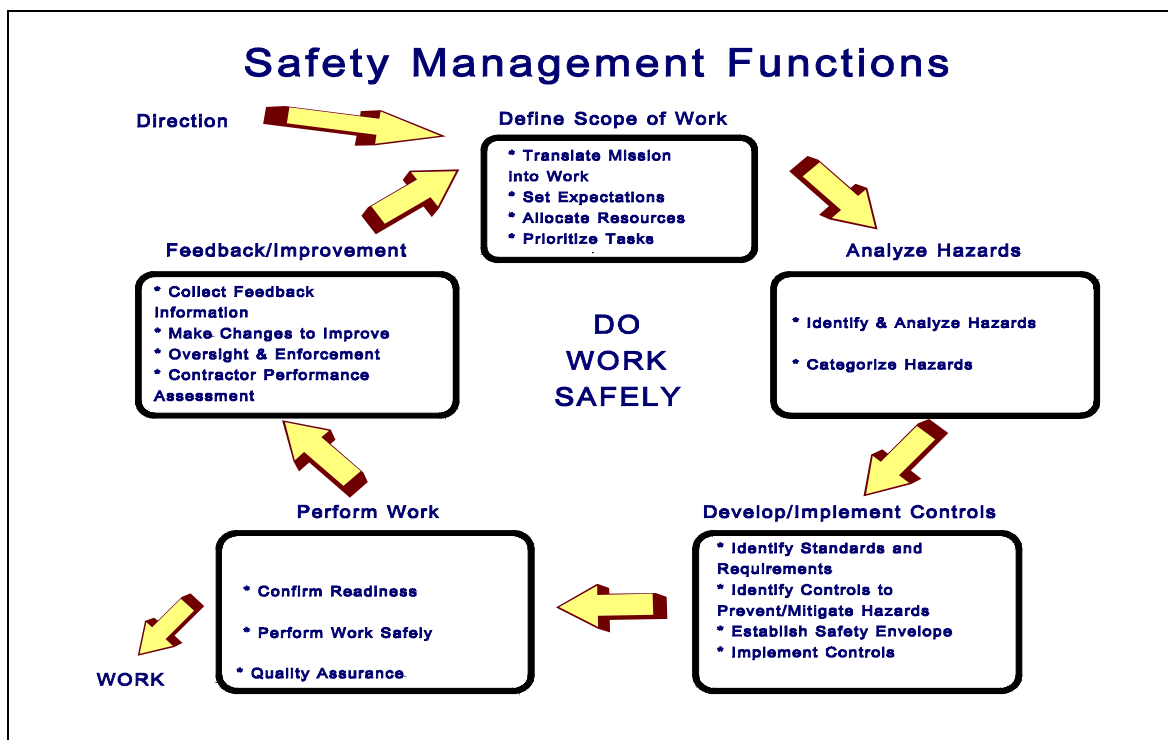 Safety Management Functions
Direction
Define Scope of Work
* Translate Mission
into Work
* Set Expectations
* Allocate Resources
* Prioritize Tasks
Analyze Hazards
* Identify & Analyze Hazards
* Categorize Hazards
Feedback/Improvement
* Collect Feedback
Information
* Make Changes to Improve
* Oversight & Enforcement
* Contractor Performance
Assessment
DO
WORK
SAFELY
Develop/Implement Controls
* Identify Standards and
Requirements
* Identify Controls to
Prevent/Mitigate Hazards
* Establish Safety Envelope
* Implement Controls
Perform Work
* Confirm Readiness
* Perform Work Safely
* Quality Assurance
WORK